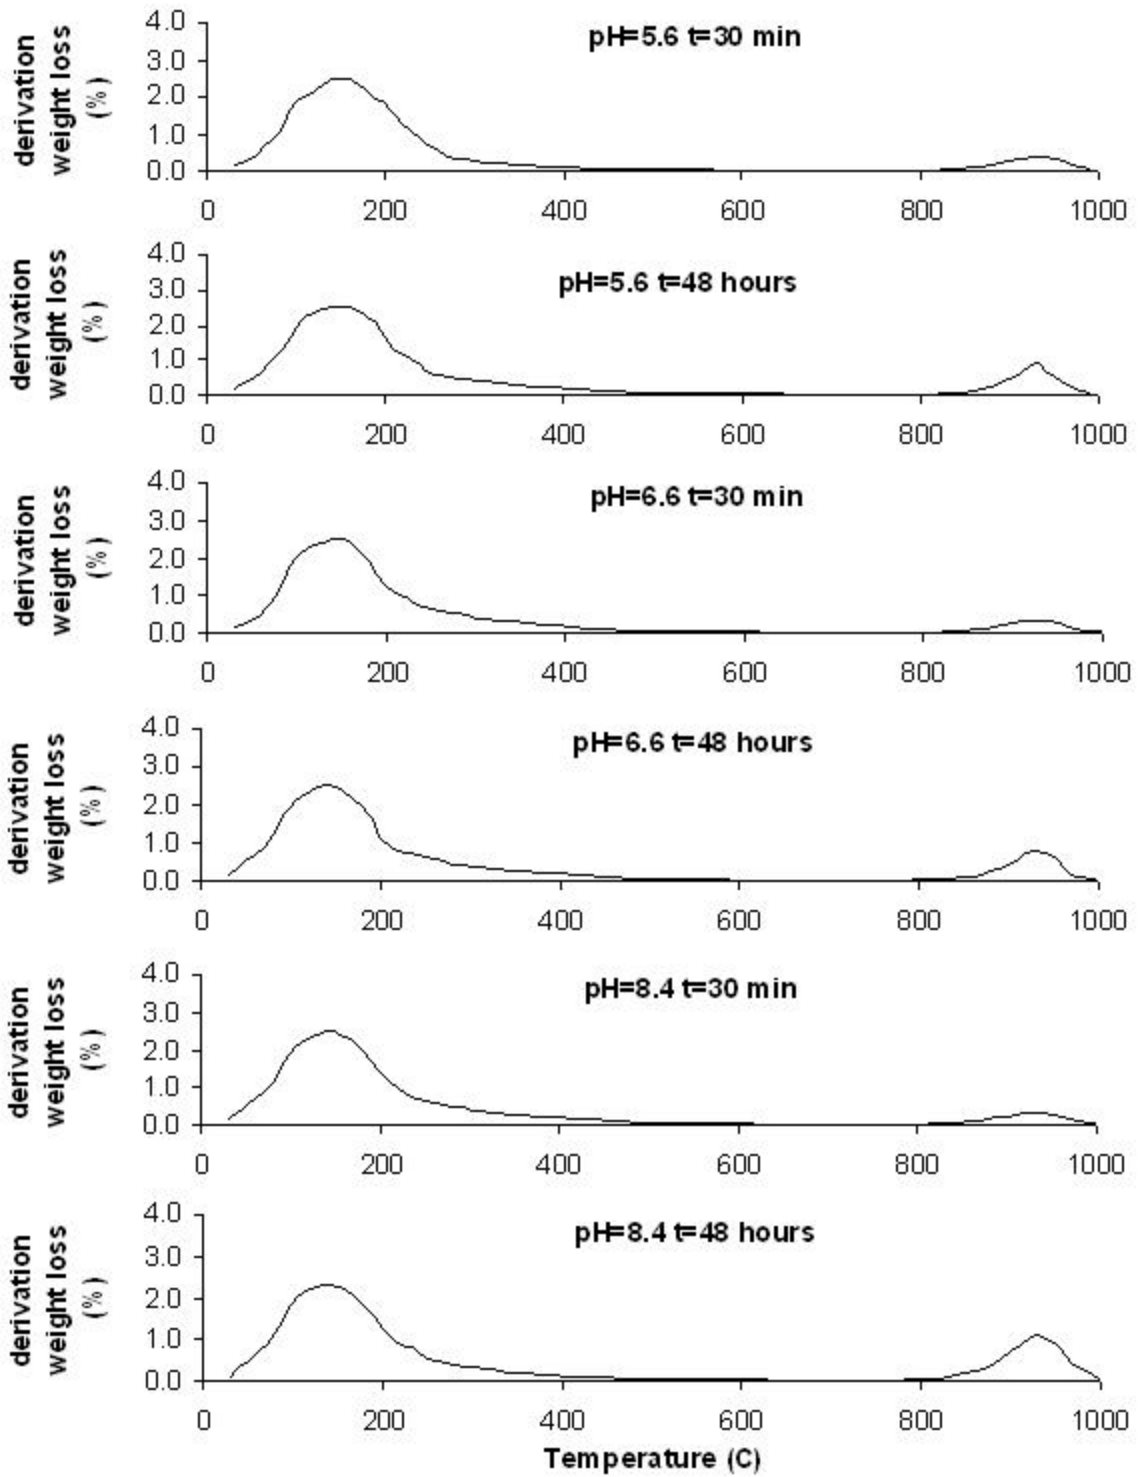 derivation
weight loss
(%)
4.0
3.0
2.0
1.0
0.0
pH=5.6 t=30 min
0 200 400 600 800 1000
derivation
weight loss
(%)
4.0
3.0
2.0
1.0
0.0
pH=5.6 t=48 hours
0 200 400 600 800 1000
derivation
weight loss
(%)
4.0
3.0
2.0
1.0
0.0
pH=6.6 t=30 min
0 200 400 600 800 1000
derivation
weight loss
(%)
4.0
3.0
2.0
1.0
0.0
pH=6.6 t=48 hours
0 200 400 600 800 1000
derivation
weight loss
(%)
4.0
3.0
2.0
1.0
0.0
pH=8.4 t=30 min
0 200 400 600 800 1000
derivation
weight loss
(%)
4.0
3.0
2.0
1.0
0.0
pH=8.4 t=48 hours
0 200 400 600 800 1000
Temperature (C)